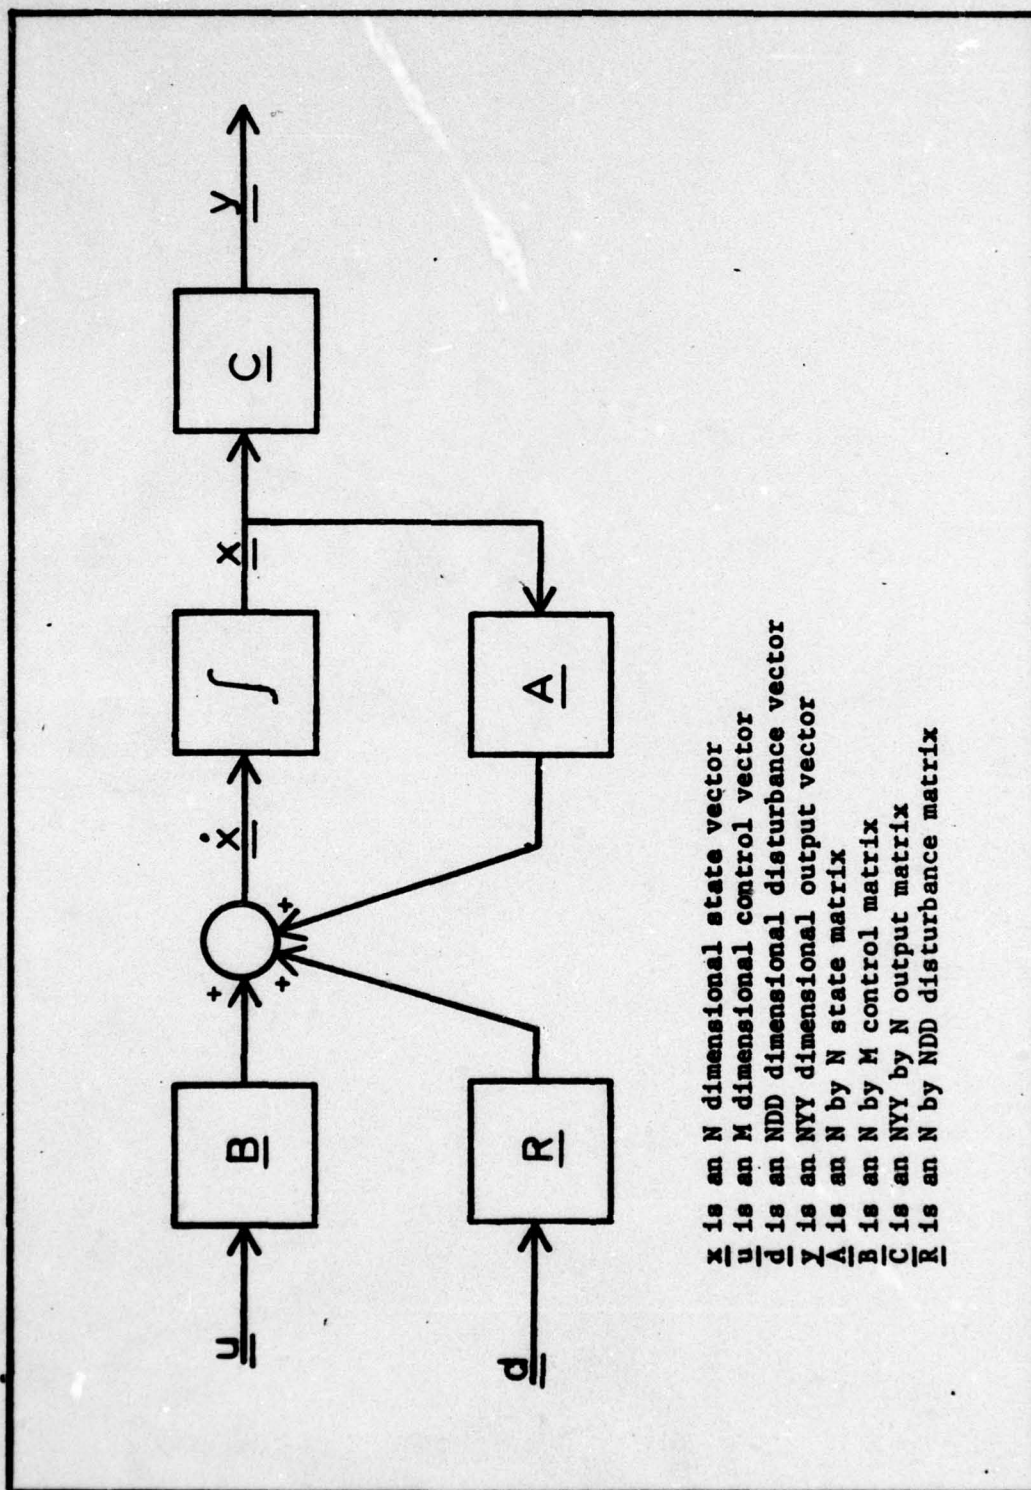 u
B
+
+
+
ẋ
∫
x
C
y
d
R
A
x is an N dimensional state vector
u is an M dimensional control vector
d is an NDD dimensional disturbance vector
y is an NYY dimensional output vector
A is an N by N state matrix
B is an N by M control matrix
C is an NYY by N output matrix
R is an N by NDD disturbance matrix